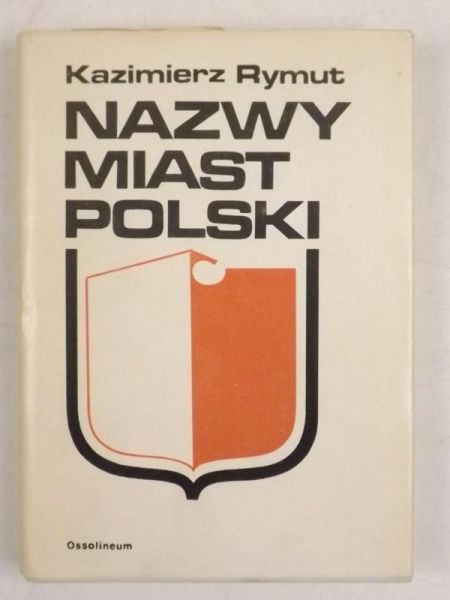 Kazimierz Rymut
NAZWY
MIAST
POLSKI
Ossolineum